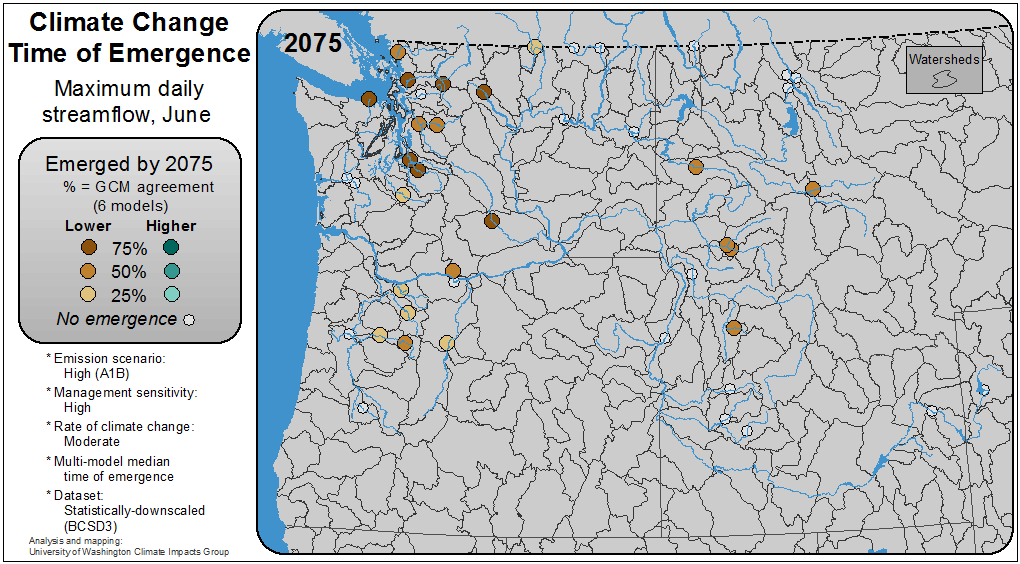 Climate Change
Time of Emergence
Maximum daily
streamflow, June
Emerged by 2075
% = GCM agreement
(6 models)
Lower Higher
75%
50%
25%
No emergence
* Emission scenario:
High (A1B)
* Management sensitivity:
High
* Rate of climate change:
Moderate
* Multi-model median
time of emergence
* Dataset:
Statistically-downscaled
(BCSD3)
Analysis and mapping:
University of Washington Climate Impacts Group
2075
Watersheds